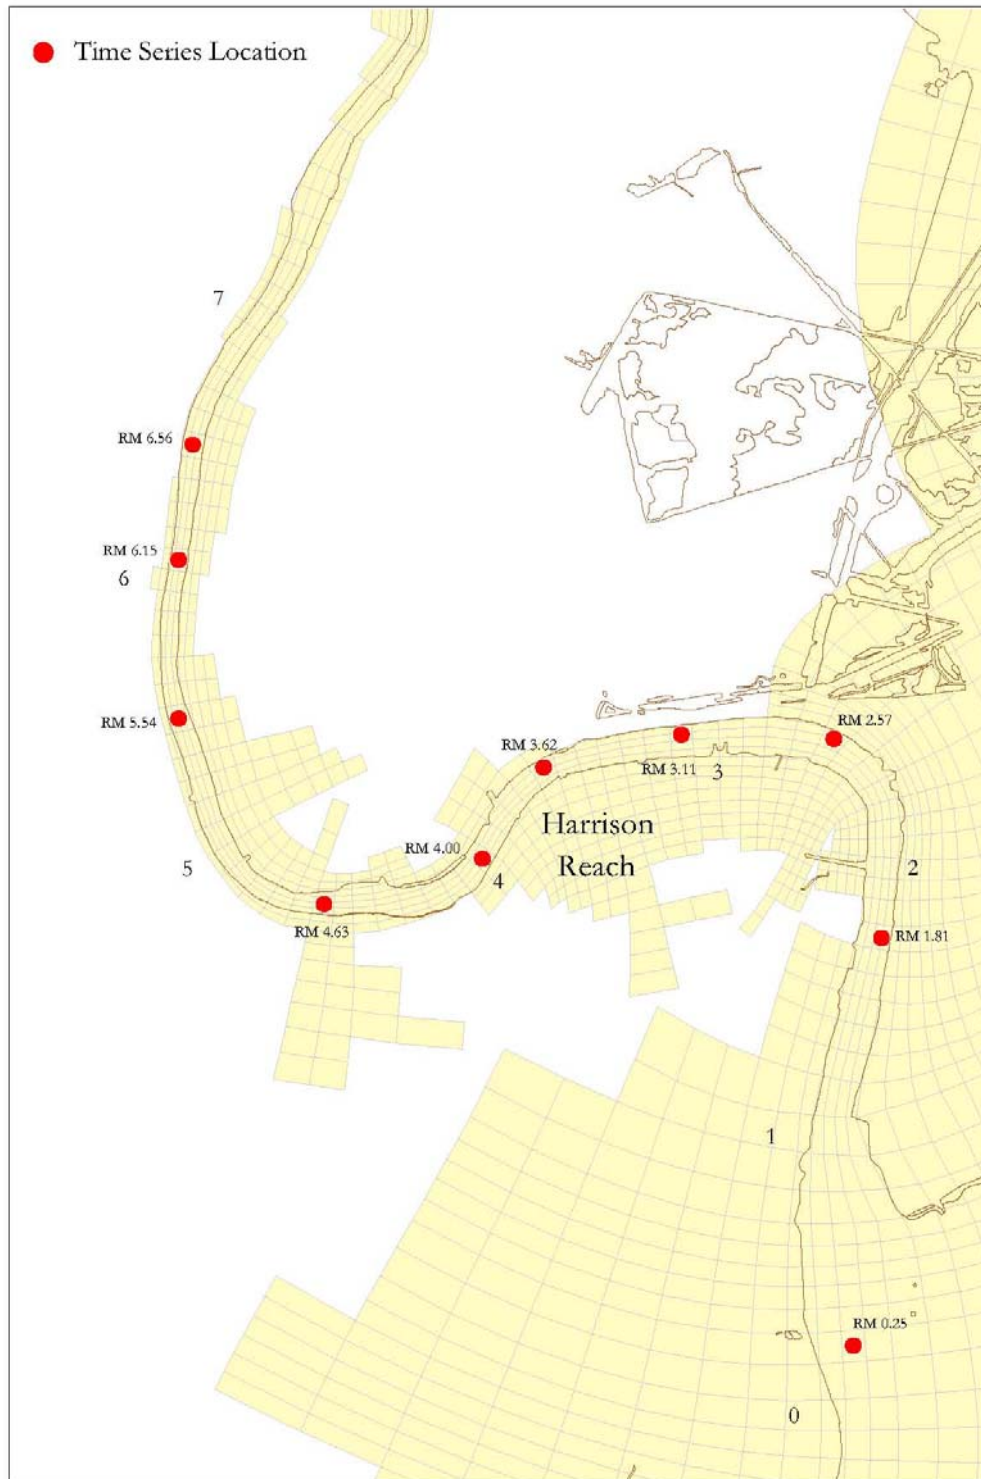 Time Series Location
7
RM 6.56
RM 6.15
6
RM 5.54
RM 2.57
RM 3.62
RM 3.11
3
Harrison
Reach
RM 4.00
5
4
2
RM 4.63
RM 1.81
1
RM 0.25
0